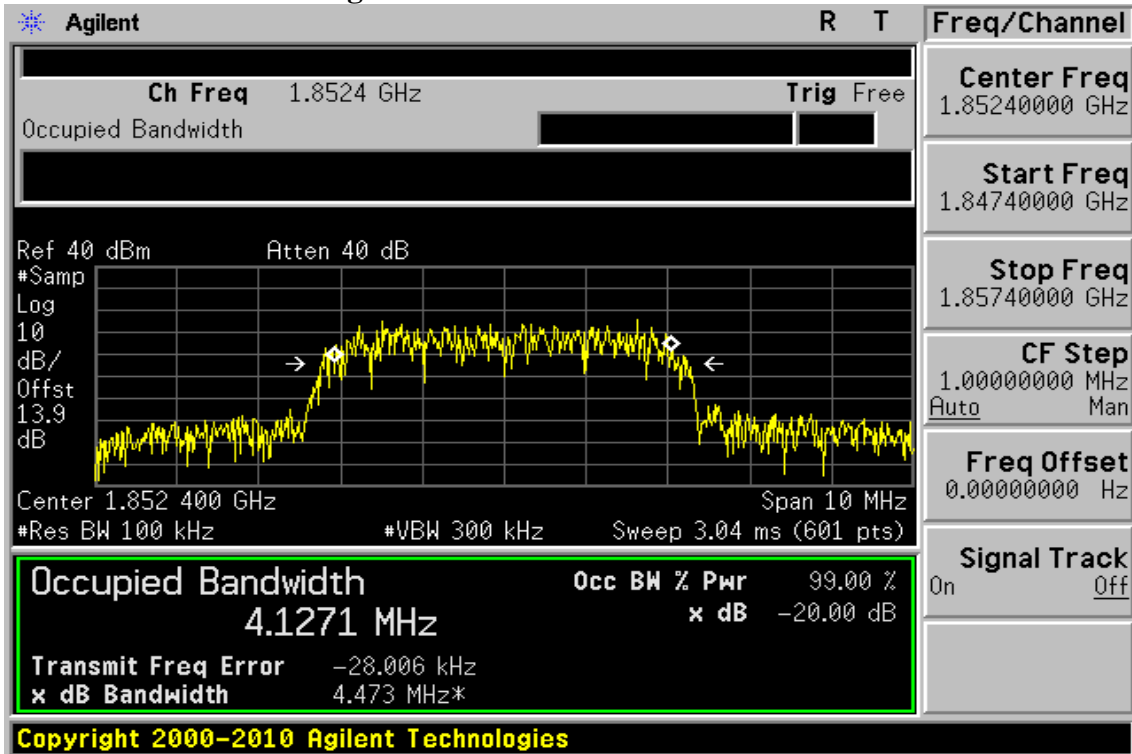 Agilent R T Freq/Channel
Ch Freq 1.8524 GHz Trig Free
Occupied Bandwidth
Center Freq
1.85240000 GHz
Start Freq
1.84740000 GHz
Stop Freq
1.85740000 GHz
CF Step
1.00000000 MHz
Auto Man
Freq Offset
0.00000000 Hz
Signal Track
On Off
Ref 40 dBm Atten 40 dB
#Samp
Log
10
dB/
Offst
13.9
dB
Center 1.852 400 GHz Span 10 MHz
#Res BW 100 kHz #VBW 300 kHz Sweep 3.04 ms (601 pts)
Occupied Bandwidth Occ BW % Pwr 99.00 %
4.1271 MHz x dB -20.00 dB
Transmit Freq Error -28.006 kHz
x dB Bandwidth 4.473 MHz*
Copyright 2000-2010 Agilent Technologies